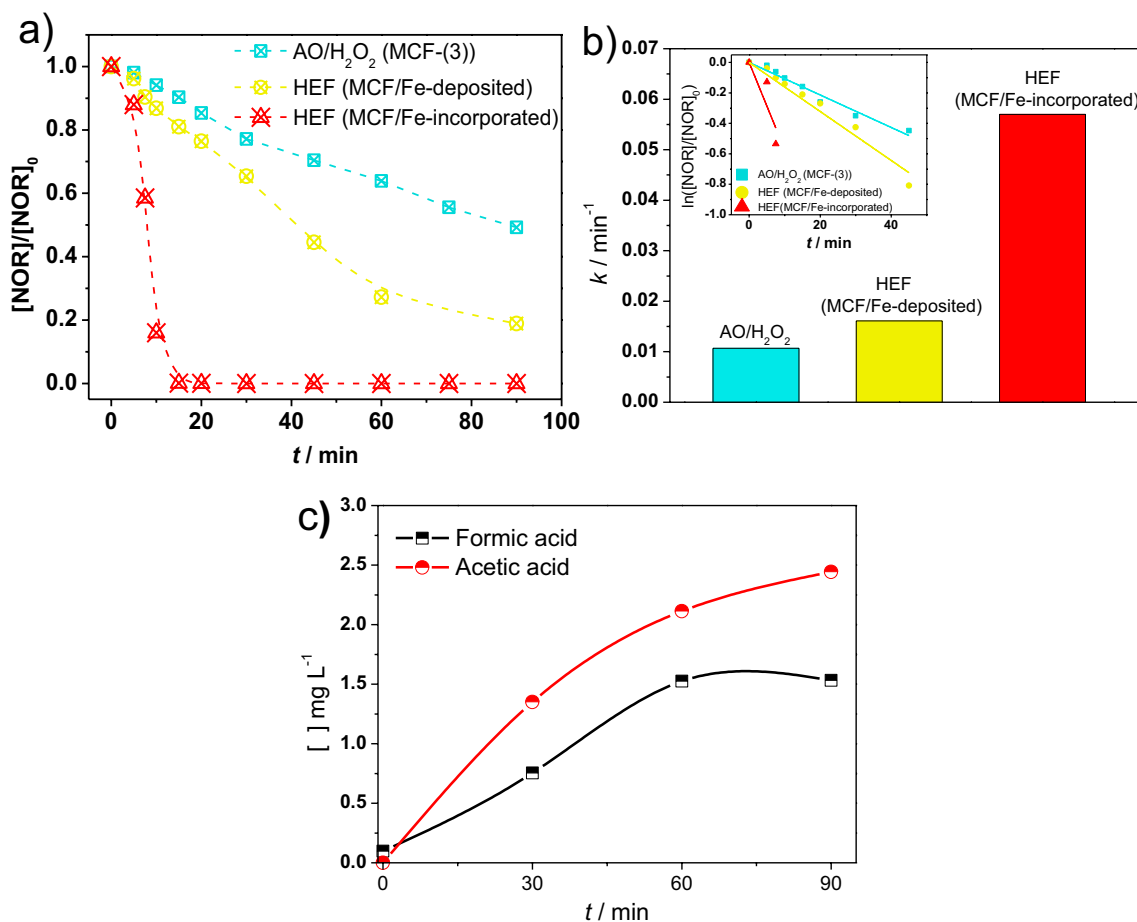 a)
AO/H₂O₂ (MCF-(3))
HEF (MCF/Fe-deposited)
HEF (MCF/Fe-incorporated)
[NOR]/[NOR]₀
1.0
0.8
0.6
0.4
0.2
0.0
0 20 40 60 80 100
t / min
b)
k / min⁻¹
0.07
0.06
0.05
0.04
0.03
0.02
0.01
0.00
ln([NOR]/[NOR]₀)
0.0
-0.2
-0.4
-0.6
-0.8
-1.0
AO/H₂O₂ (MCF-(3))
HEF (MCF/Fe-deposited)
HEF(MCF/Fe-incorporated)
0 20 40
t / min
HEF
(MCF/Fe-incorporated)
HEF
(MCF/Fe-deposited)
AO/H₂O₂
c)
Formic acid
Acetic acid
[ ] mg L⁻¹
3.0
2.5
2.0
1.5
1.0
0.5
0.0
0 30 60 90
t / min